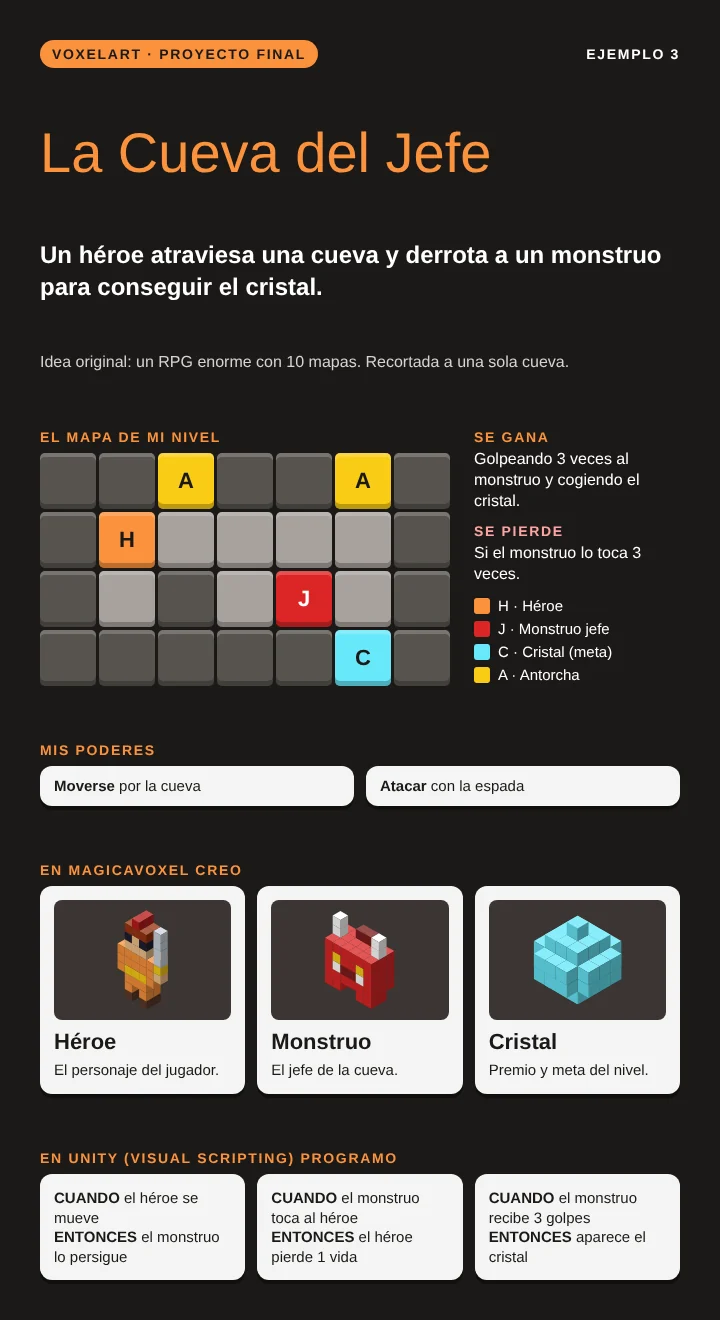 VOXELART · PROYECTO FINAL
EJEMPLO 3
La Cueva del Jefe
Un héroe atraviesa una cueva y derrota a un monstruo
para conseguir el cristal.
Idea original: un RPG enorme con 10 mapas. Recortada a una sola cueva.
EL MAPA DE MI NIVEL
A
A
H
J
C
SE GANA
Golpeando 3 veces al
monstruo y cogiendo el
cristal.
SE PIERDE
Si el monstruo lo toca 3
veces.
H · Héroe
J · Monstruo jefe
C · Cristal (meta)
A · Antorcha
MIS PODERES
Moverse por la cueva
Atacar con la espada
EN MAGICAVOXEL CREO
Héroe
El personaje del jugador.
Monstruo
El jefe de la cueva.
Cristal
Premio y meta del nivel.
EN UNITY (VISUAL SCRIPTING) PROGRAMO
CUANDO el héroe se
mueve
ENTONCES el monstruo
lo persigue
CUANDO el monstruo
toca al héroe
ENTONCES el héroe
pierde 1 vida
CUANDO el monstruo
recibe 3 golpes
ENTONCES aparece el
cristal